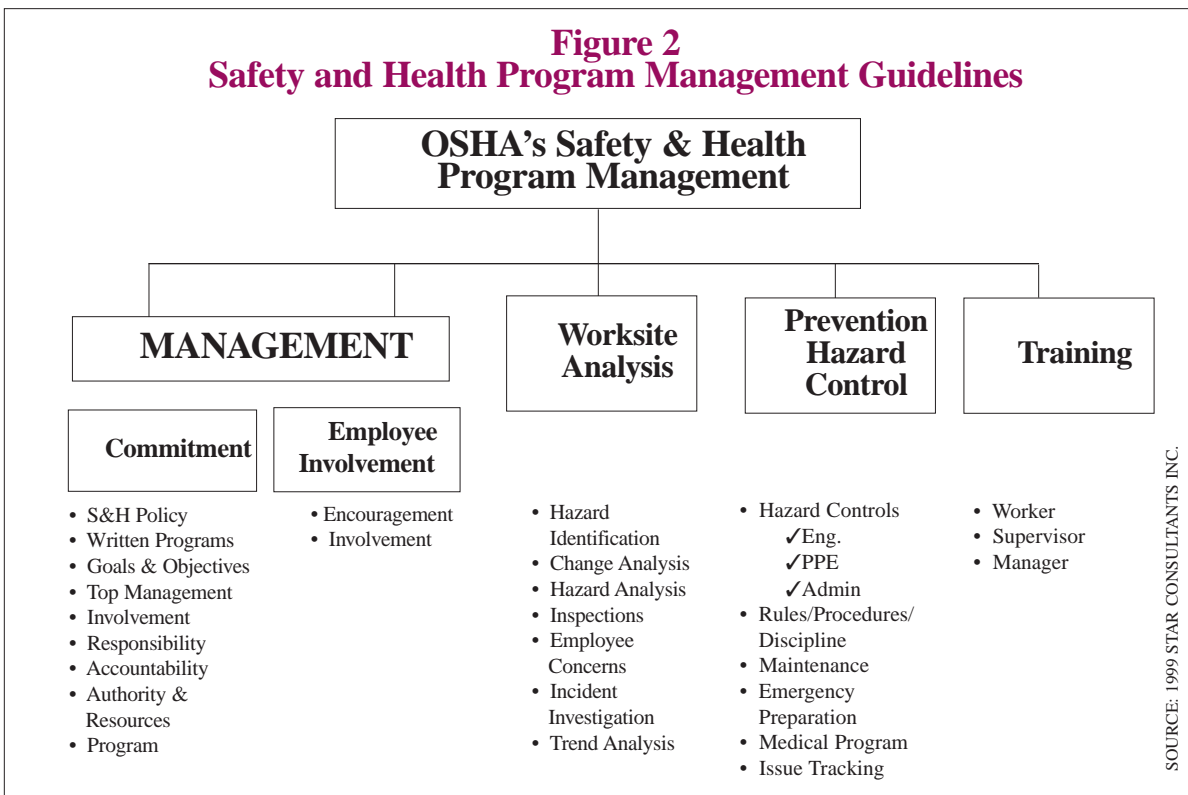 Figure 2
Safety and Health Program Management Guidelines
OSHA's Safety & Health
Program Management
MANAGEMENT
Commitment
• S&H Policy
• Written Programs
• Goals & Objectives
• Top Management
• Involvement
• Responsibility
• Accountability
• Authority &
Resources
• Program
Employee
Involvement
• Encouragement
• Involvement
Worksite
Analysis
• Hazard
Identification
• Change Analysis
• Hazard Analysis
• Inspections
• Employee
Concerns
• Incident
Investigation
• Trend Analysis
Prevention
Hazard
Control
• Hazard Controls
✓Eng.
✓PPE
✓Admin
• Rules/Procedures/
Discipline
• Maintenance
• Emergency
Preparation
• Medical Program
• Issue Tracking
Training
• Worker
• Supervisor
• Manager
SOURCE: 1999 STAR CONSULTANTS INC.